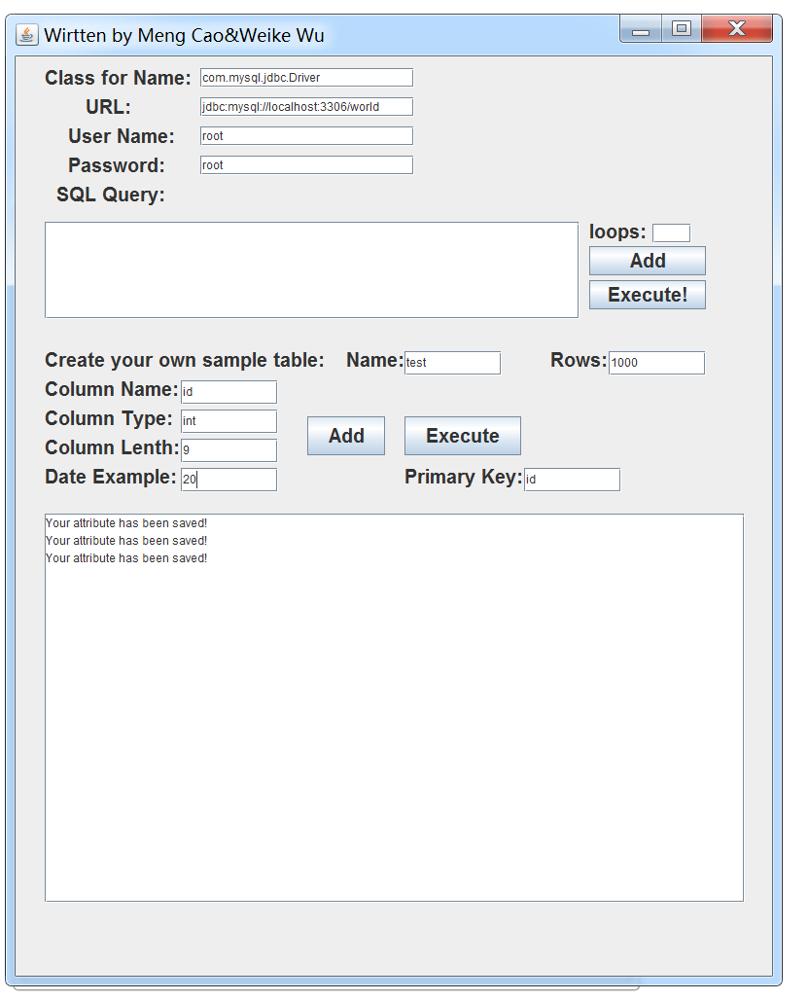 Wirtten by Meng Cao&Weike Wu
Class for Name: com.mysql.jdbc.Driver
URL: jdbc:mysql://localhost:3306/world
User Name: root
Password: root
SQL Query:
loops:
Add
Execute!
Create your own sample table: Name: test Rows: 1000
Column Name: id
Column Type: int
Add Execute
Column Lenth: 9
Date Example: 20 Primary Key: id
Your attribute has been saved!
Your attribute has been saved!
Your attribute has been saved!